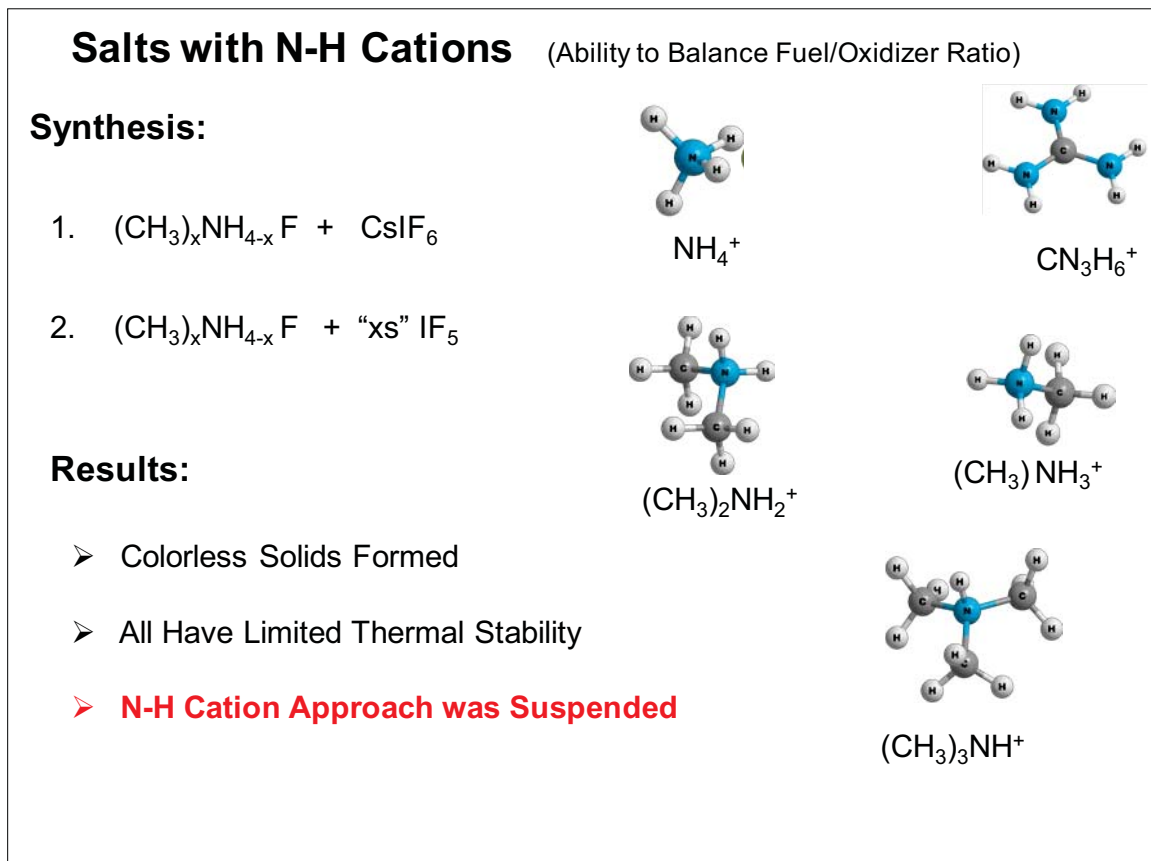 Salts with N-H Cations (Ability to Balance Fuel/Oxidizer Ratio)
Synthesis:
1. (CH₃)ₓNH₄₋ₓ F + CsIF₆
2. (CH₃)ₓNH₄₋ₓ F + “xs” IF₅
Results:
➢ Colorless Solids Formed
➢ All Have Limited Thermal Stability
➢ N-H Cation Approach was Suspended
H
H
N
H
H
NH₄⁺
H
H
N
C
H
N
N
H
H
H
CN₃H₆⁺
H
H
H
C
N
H
H
H
C
H
H
(CH₃)₂NH₂⁺
H
H
H
N
C
H
H
H
(CH₃) NH₃⁺
H
H
H
C
N
C
H
H
H
C
H
H
(CH₃)₃NH⁺